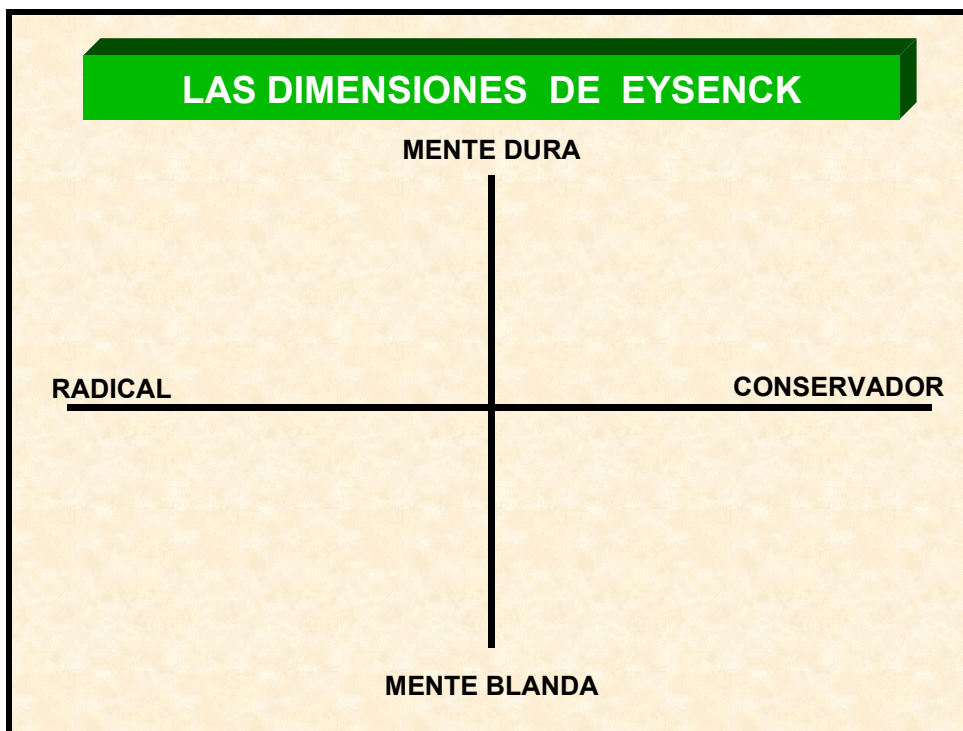 LAS DIMENSIONES DE EYSENCK
MENTE DURA
RADICAL
CONSERVADOR
MENTE BLANDA